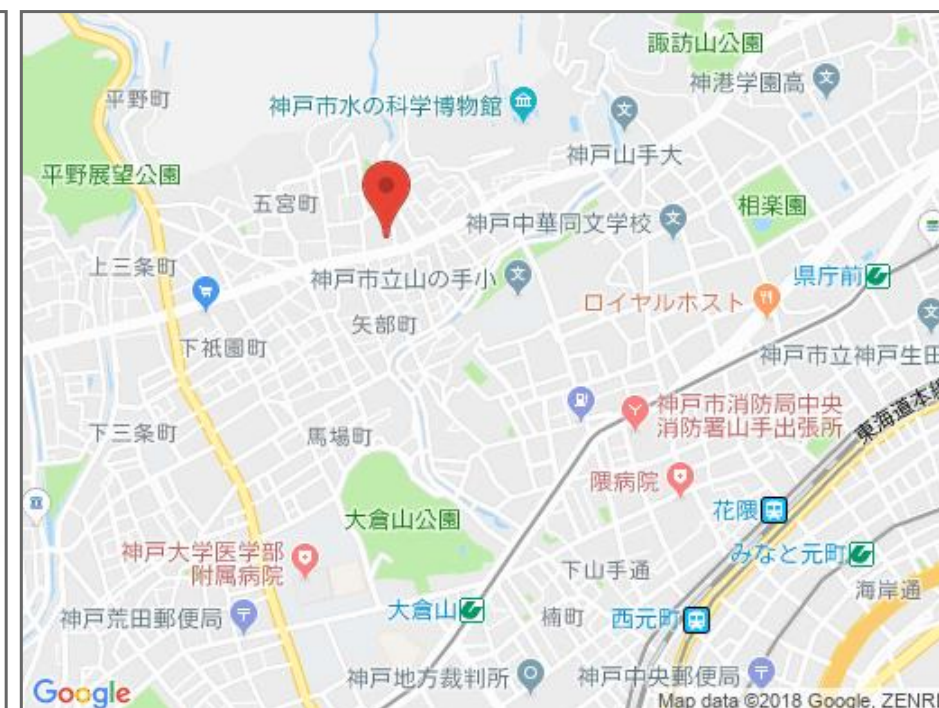 諏訪山公園
神港学園高
平野町
神戸市水の科学博物館
神戸山手大
平野展望公園
五宮町
相楽園
神戸中華同文学校
上三条町
神戸市立山の手小
県庁前
ロイヤルホスト
矢部町
下祇園町
神戸市立神戸生田
神戸市消防局中央
消防署山手出張所
東海道本線
下三条町
馬場町
隈病院
花隈
大倉山公園
みなと元町
神戸大学医学部
附属病院
下山手通
海岸通
大倉山
楠町
西元町
神戸荒田郵便局
神戸地方裁判所
神戸中央郵便局
Google
Map data ©2018 Google, ZENRI